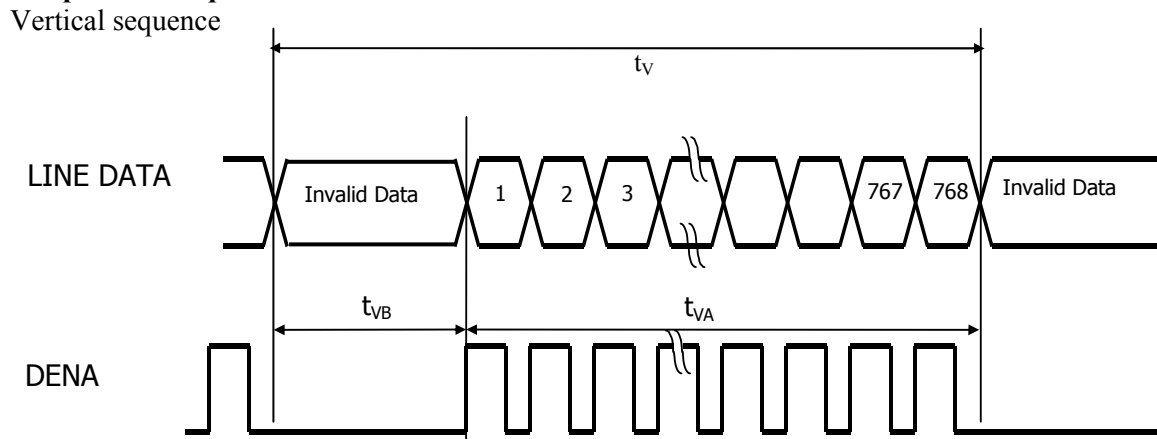 Vertical sequence
tV
LINE DATA
Invalid Data 1 2 3 767 768 Invalid Data
tVB tVA
DENA